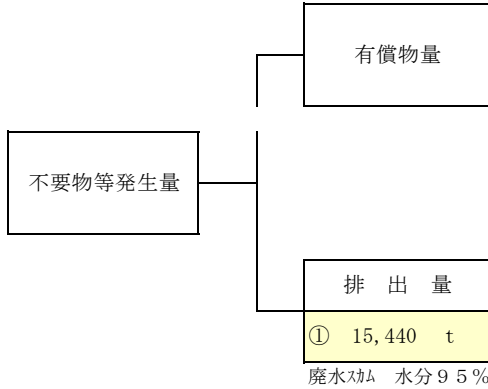 有償物量
不要物等発生量
排 出 量
① 15,440 t
廃水ｽｶﾑ 水分９５%